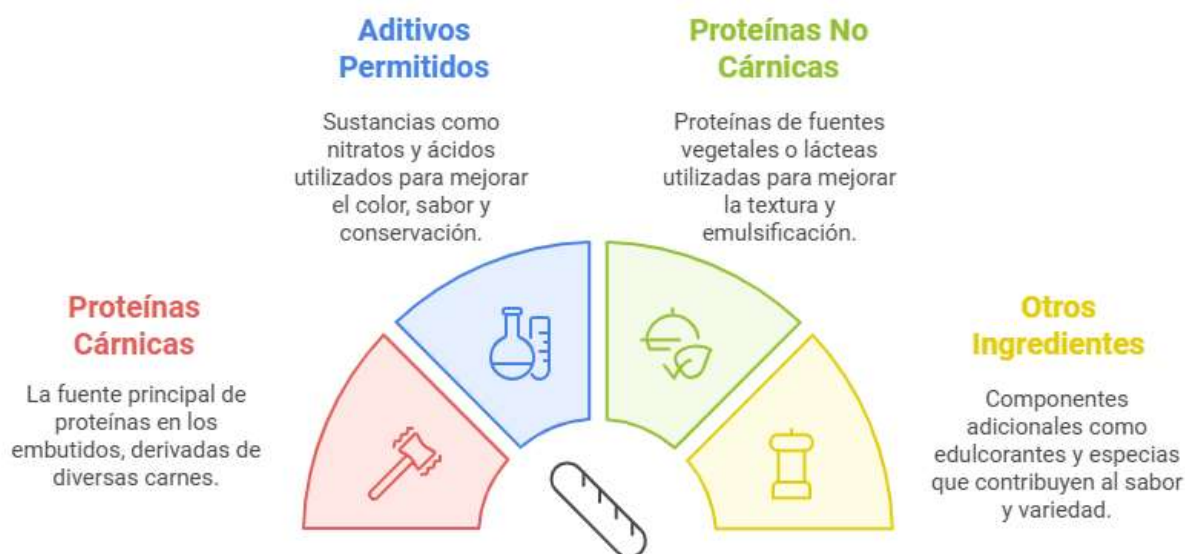 Aditivos
Permitidos
Sustancias como
nitratos y ácidos
utilizados para mejorar
el color, sabor y
conservación.
Proteínas No
Cárnicas
Proteínas de fuentes
vegetales o lácteas
utilizadas para mejorar
la textura y
emulsificación.
Proteínas
Cárnicas
La fuente principal de
proteínas en los
embutidos, derivadas de
diversas carnes.
Otros
Ingredientes
Componentes
adicionales como
edulcorantes y especias
que contribuyen al sabor
y variedad.